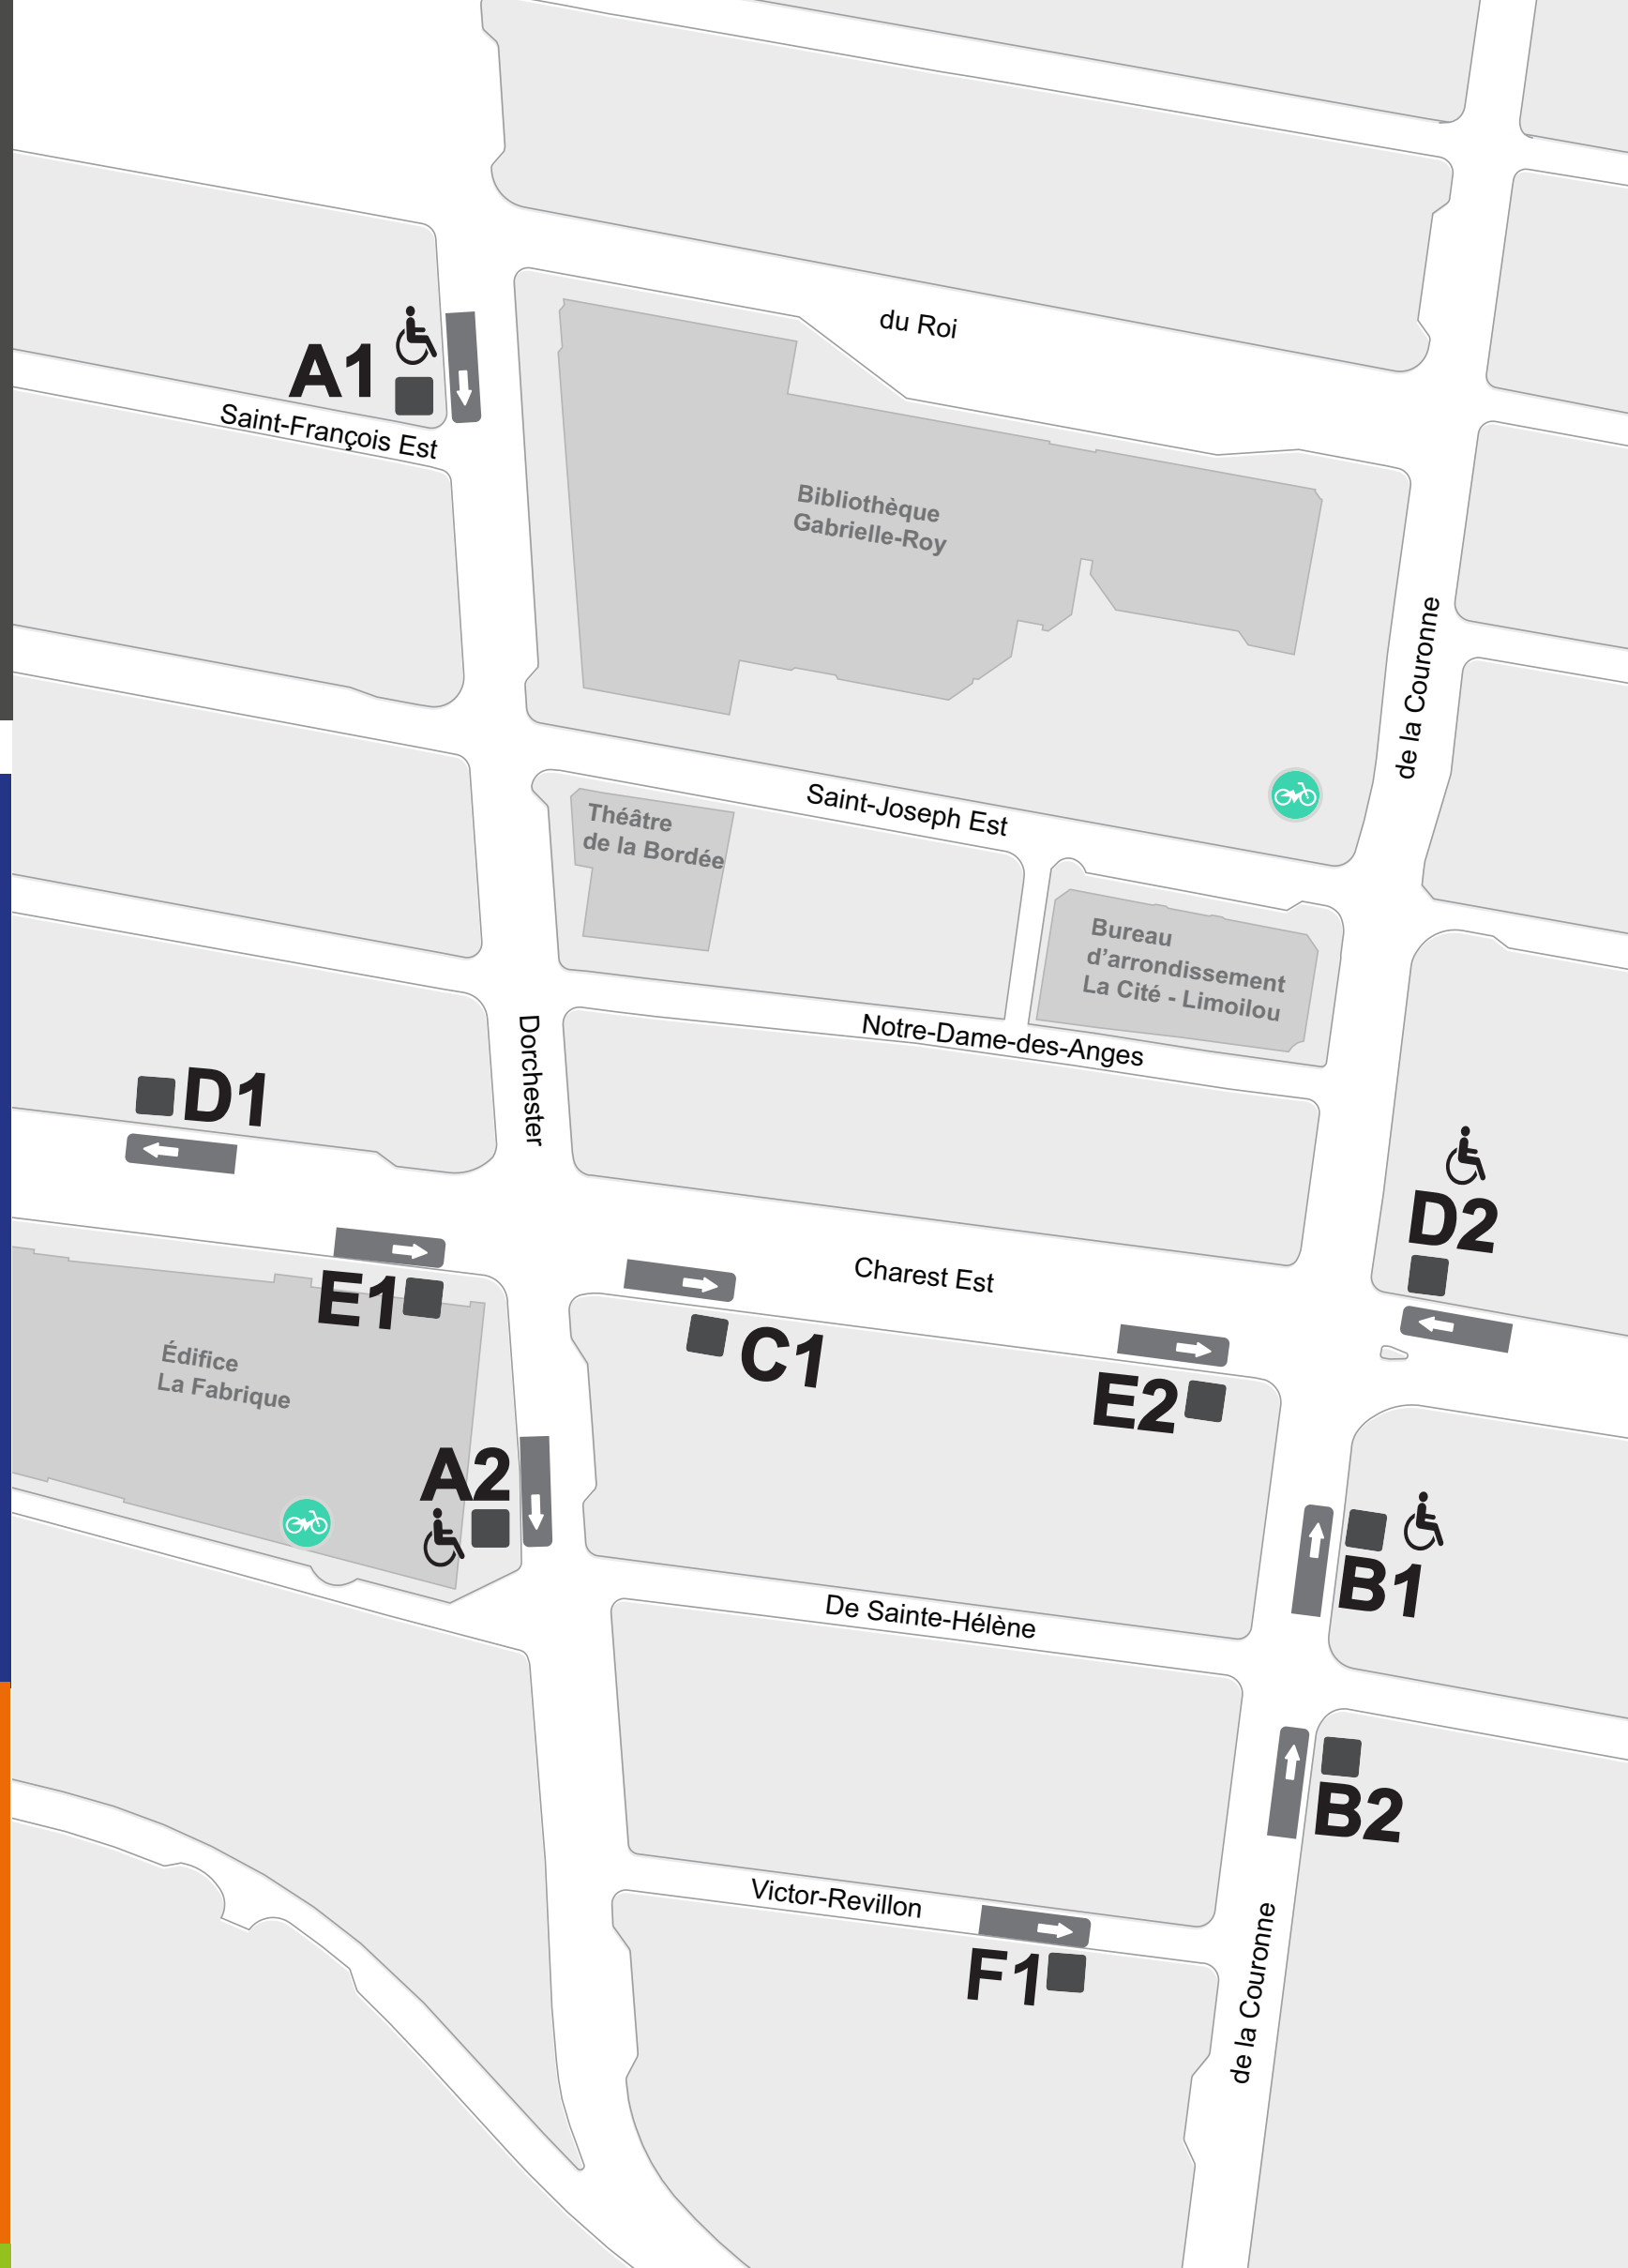 du Roi
A1
Saint-François Est
Bibliothèque
Gabrielle-Roy
de la Couronne
Saint-Joseph Est
Théâtre
de la Bordée
Bureau
d'arrondissement
La Cité - Limoilou
Notre-Dame-des-Anges
Dorchester
D1
D2
Charest Est
E1
C1
Édifice
La Fabrique
E2
A2
B1
De Sainte-Hélène
B2
Victor-Revillon
F1
de la Couronne